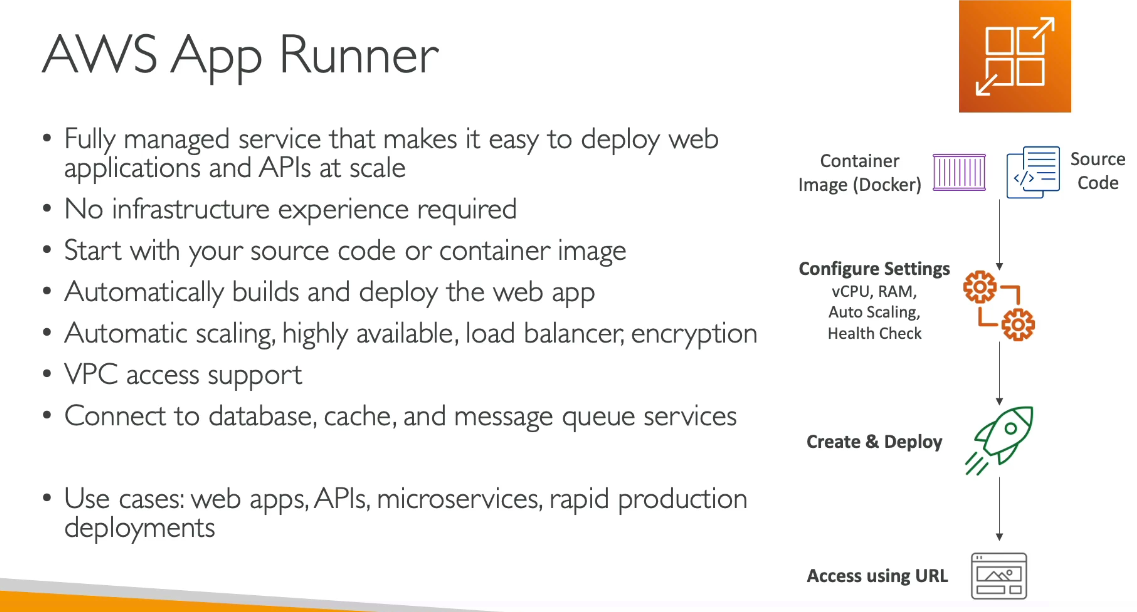 AWS App Runner
• Fully managed service that makes it easy to deploy web
applications and APIs at scale
• No infrastructure experience required
• Start with your source code or container image
• Automatically builds and deploy the web app
• Automatic scaling, highly available, load balancer, encryption
• VPC access support
• Connect to database, cache, and message queue services
• Use cases: web apps, APIs, microservices, rapid production
deployments
Container
Image (Docker)
Source
Code
Configure Settings
vCPU, RAM,
Auto Scaling,
Health Check
Create & Deploy
Access using URL